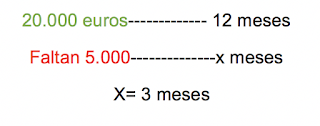 20.000 euros------------- 12 meses
Faltan 5.000--------------x meses
X= 3 meses